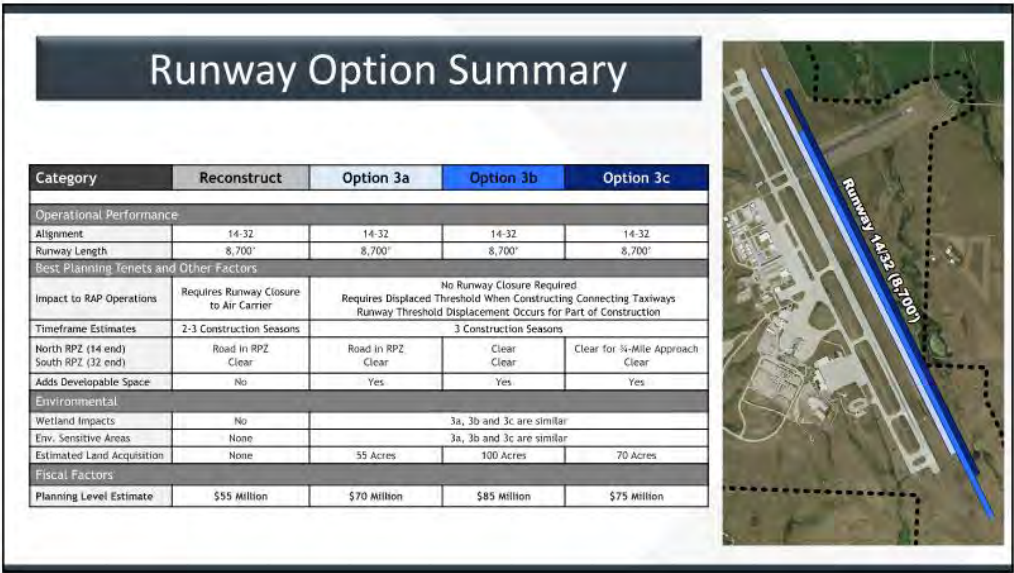 Runway Option Summary
Category Reconstruct Option 3a Option 3b Option 3c
Operational Performance
Alignment 14-32 14-32 14-32 14-32
Runway Length 8,700' 8,700' 8,700' 8,700'
Best Planning Tenets and Other Factors
Impact to RAP Operations
Requires Runway Closure
to Air Carrier
No Runway Closure Required
Requires Displaced Threshold When Constructing Connecting Taxiways
Runway Threshold Displacement Occurs for Part of Construction
Timeframe Estimates 2-3 Construction Seasons 3 Construction Seasons
North RPZ (14 end) Road in RPZ Road in RPZ Clear Clear for ¾-Mile Approach
South RPZ (32 end) Clear Clear Clear Clear
Adds Developable Space No Yes Yes Yes
Environmental
Wetland Impacts No 3a, 3b and 3c are similar
Env. Sensitive Areas None 3a, 3b and 3c are similar
Estimated Land Acquisition None 55 Acres 100 Acres 70 Acres
Fiscal Factors
Planning Level Estimate $55 Million $70 Million $85 Million $75 Million
Runway 14/32 (8,700')